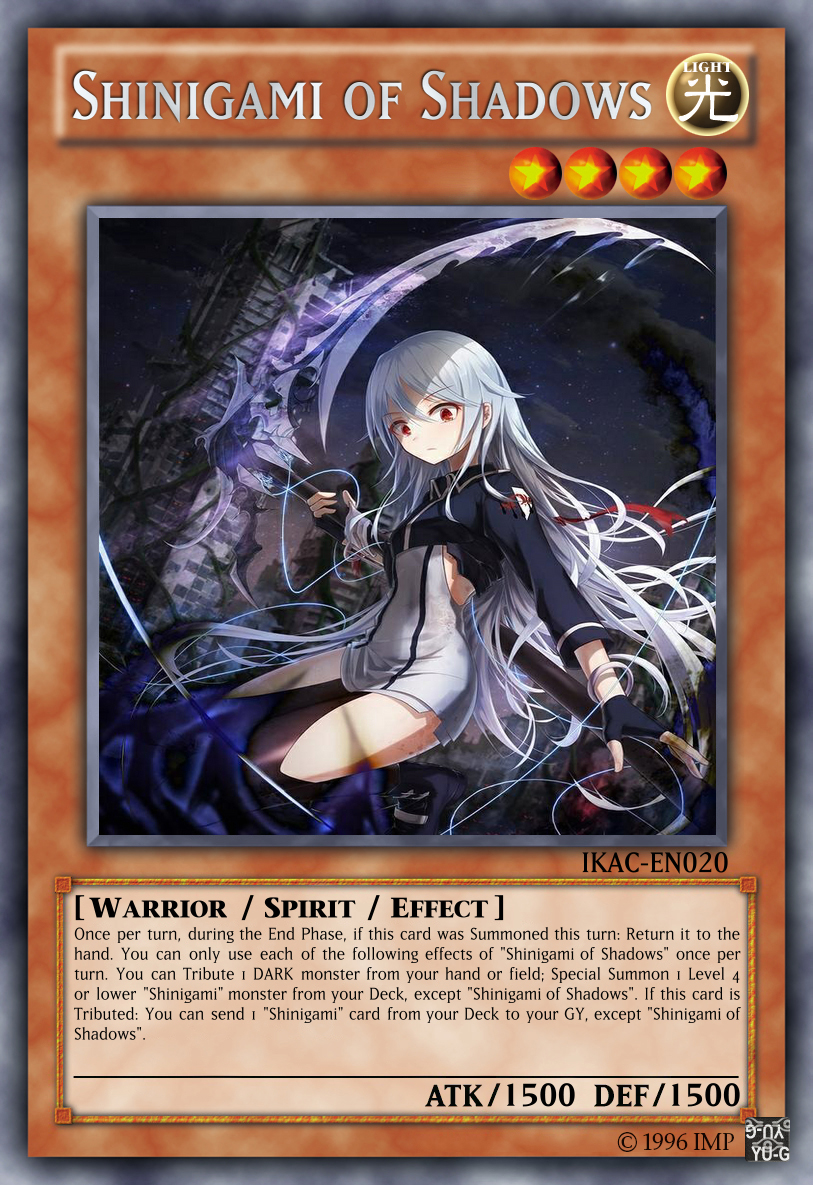 SHINIGAMI OF SHADOWS
LIGHT
光
IKAC-EN020
[ WARRIOR / SPIRIT / EFFECT ]
Once per turn, during the End Phase, if this card was Summoned this turn: Return it to the
hand. You can only use each of the following effects of "Shinigami of Shadows" once per
turn. You can Tribute 1 DARK monster from your hand or field; Special Summon 1 Level 4
or lower "Shinigami" monster from your Deck, except "Shinigami of Shadows". If this card is
Tributed: You can send 1 "Shinigami" card from your Deck to your GY, except "Shinigami of
Shadows".
ATK/1500 DEF/1500
© 1996 IMP
YU-G
YU-G